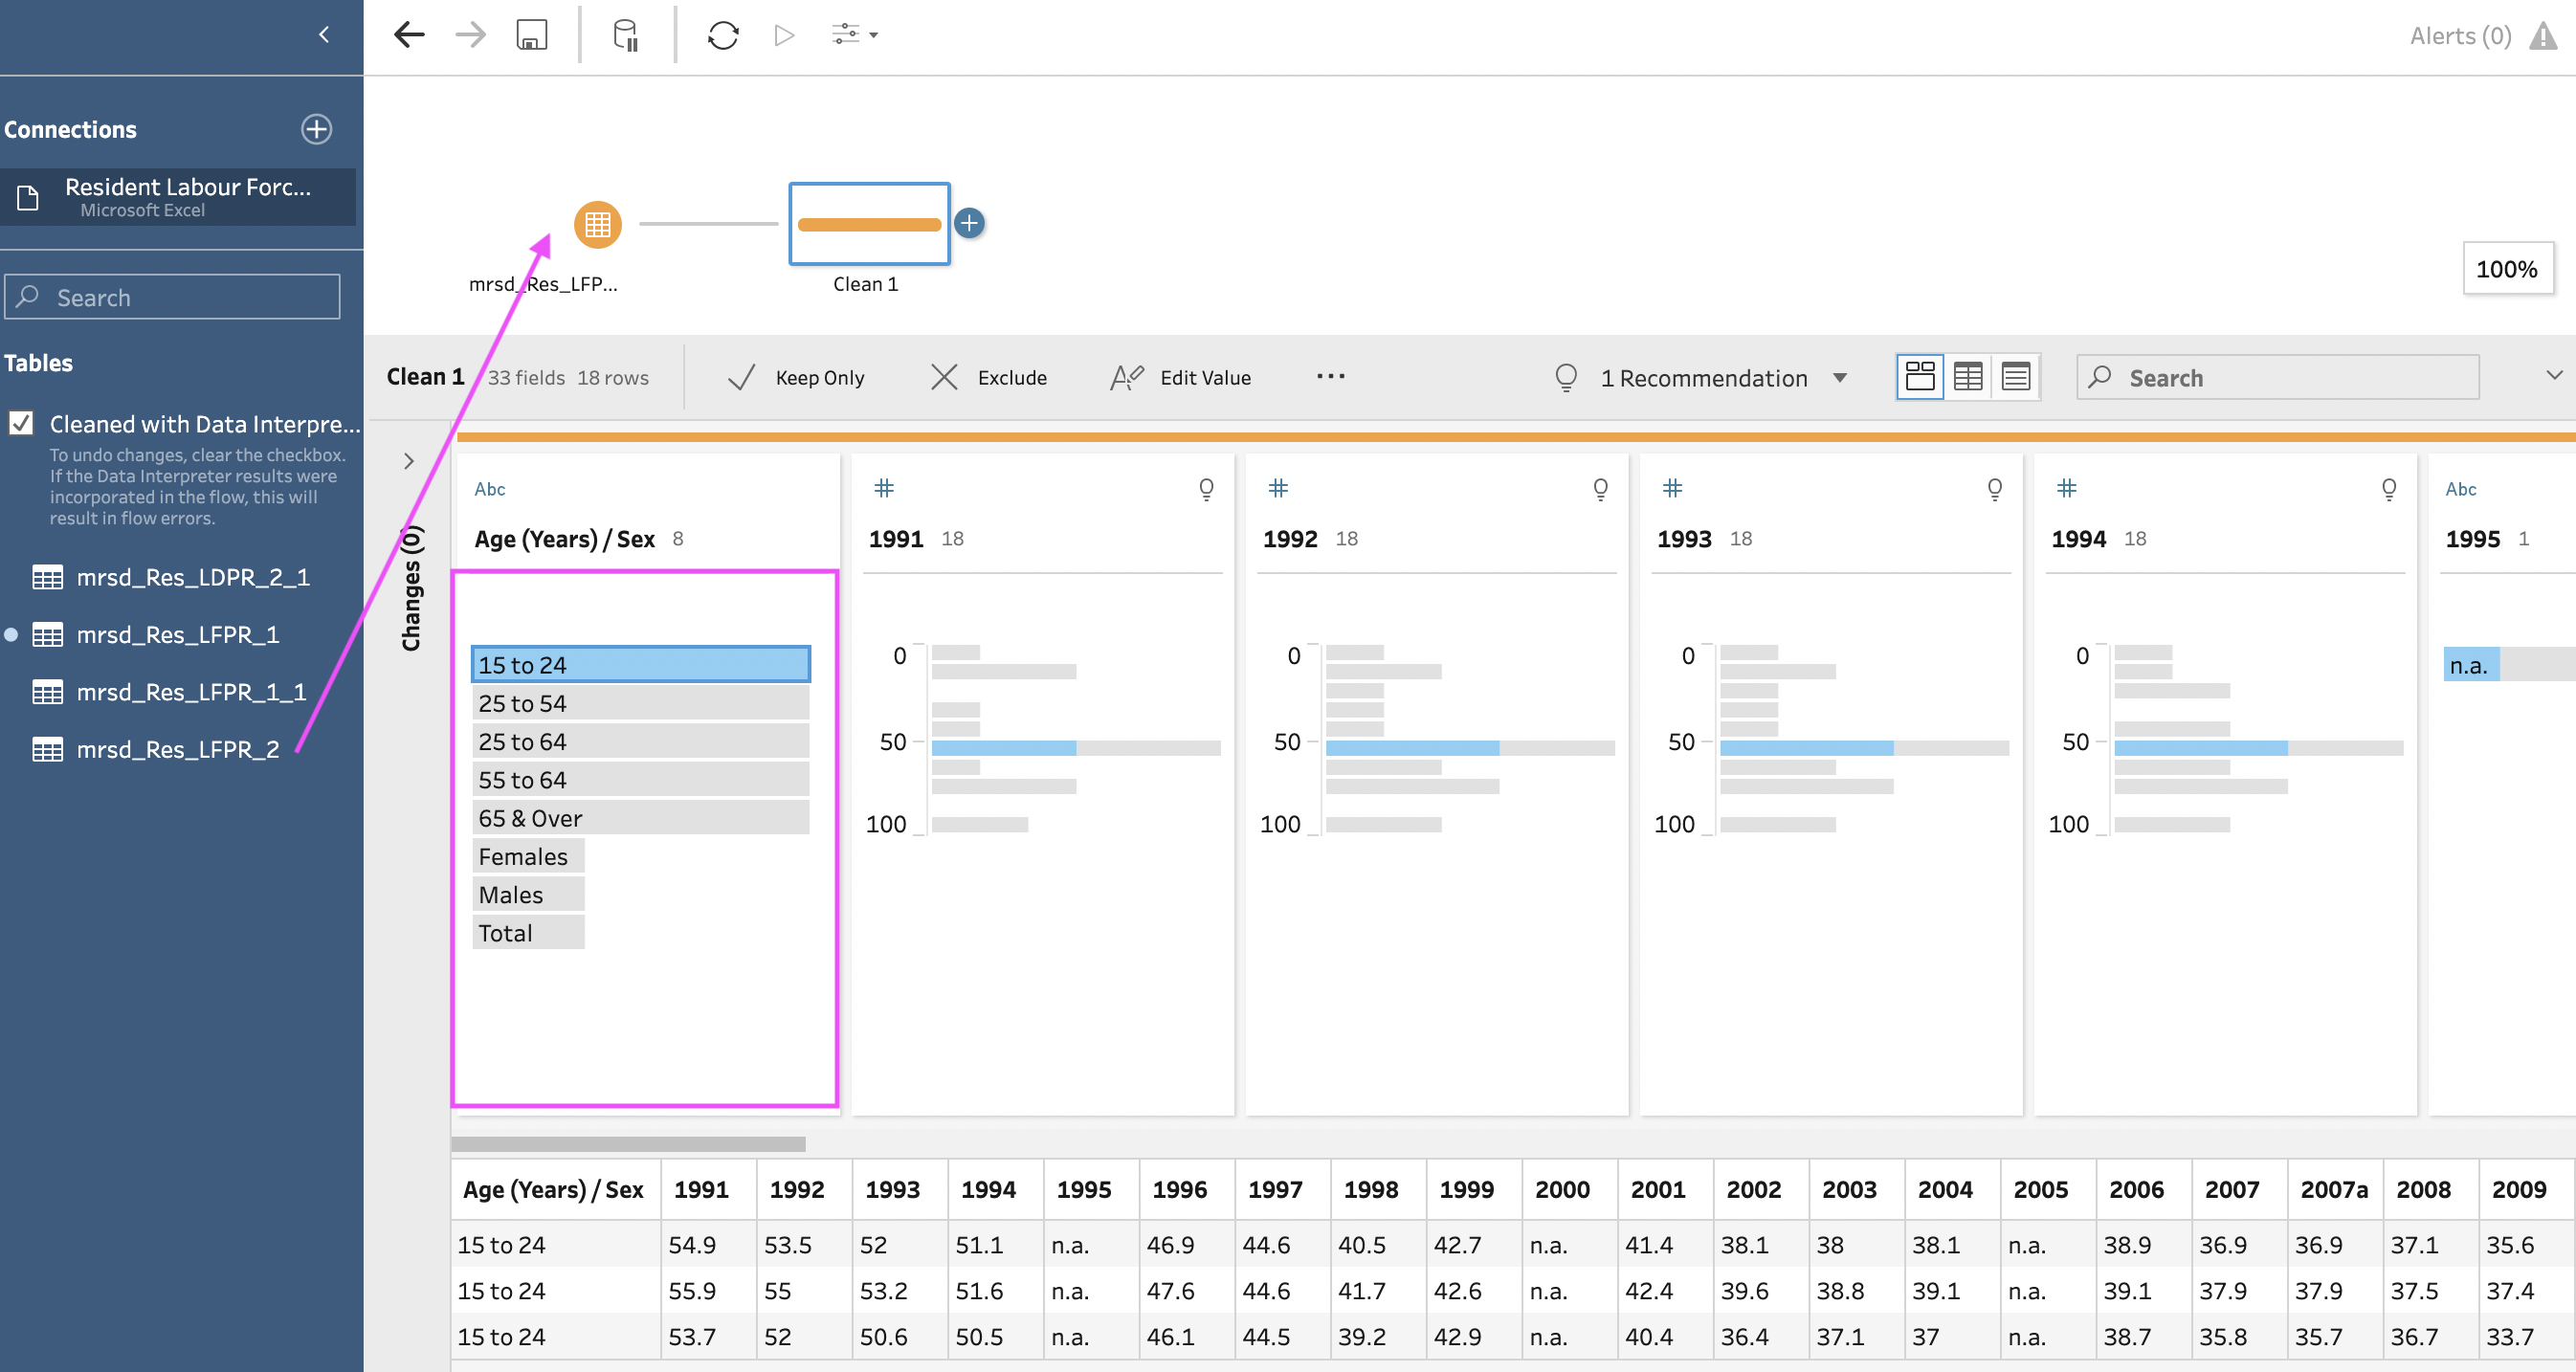 Alerts (0)
Connections
Resident Labour Forc...
Microsoft Excel
Search
Tables
Cleaned with Data Interpre...
To undo changes, clear the checkbox.
If the Data Interpreter results were
incorporated in the flow, this will
result in flow errors.
mrsd_Res_LDPR_2_1
mrsd_Res_LFPR_1
mrsd_Res_LFPR_1_1
mrsd_Res_LFPR_2
mrsd_Res_LFP...
Clean 1
100%
Clean 1 33 fields 18 rows Keep Only Exclude Edit Value ... 1 Recommendation Search
Changes (0)
Abc
Age (Years) / Sex 8
15 to 24
25 to 54
25 to 64
55 to 64
65 & Over
Females
Males
Total
#
1991 18
0
50
100
#
1992 18
0
50
100
#
1993 18
0
50
100
#
1994 18
0
50
100
Abc
1995 1
n.a.
Age (Years) / Sex 1991 1992 1993 1994 1995 1996 1997 1998 1999 2000 2001 2002 2003 2004 2005 2006 2007 2007a 2008 2009
15 to 24 54.9 53.5 52 51.1 n.a. 46.9 44.6 40.5 42.7 n.a. 41.4 38.1 38 38.1 n.a. 38.9 36.9 36.9 37.1 35.6
15 to 24 55.9 55 53.2 51.6 n.a. 47.6 44.6 41.7 42.6 n.a. 42.4 39.6 38.8 39.1 n.a. 39.1 37.9 37.9 37.5 37.4
15 to 24 53.7 52 50.6 50.5 n.a. 46.1 44.5 39.2 42.9 n.a. 40.4 36.4 37.1 37 n.a. 38.7 35.8 35.7 36.7 33.7